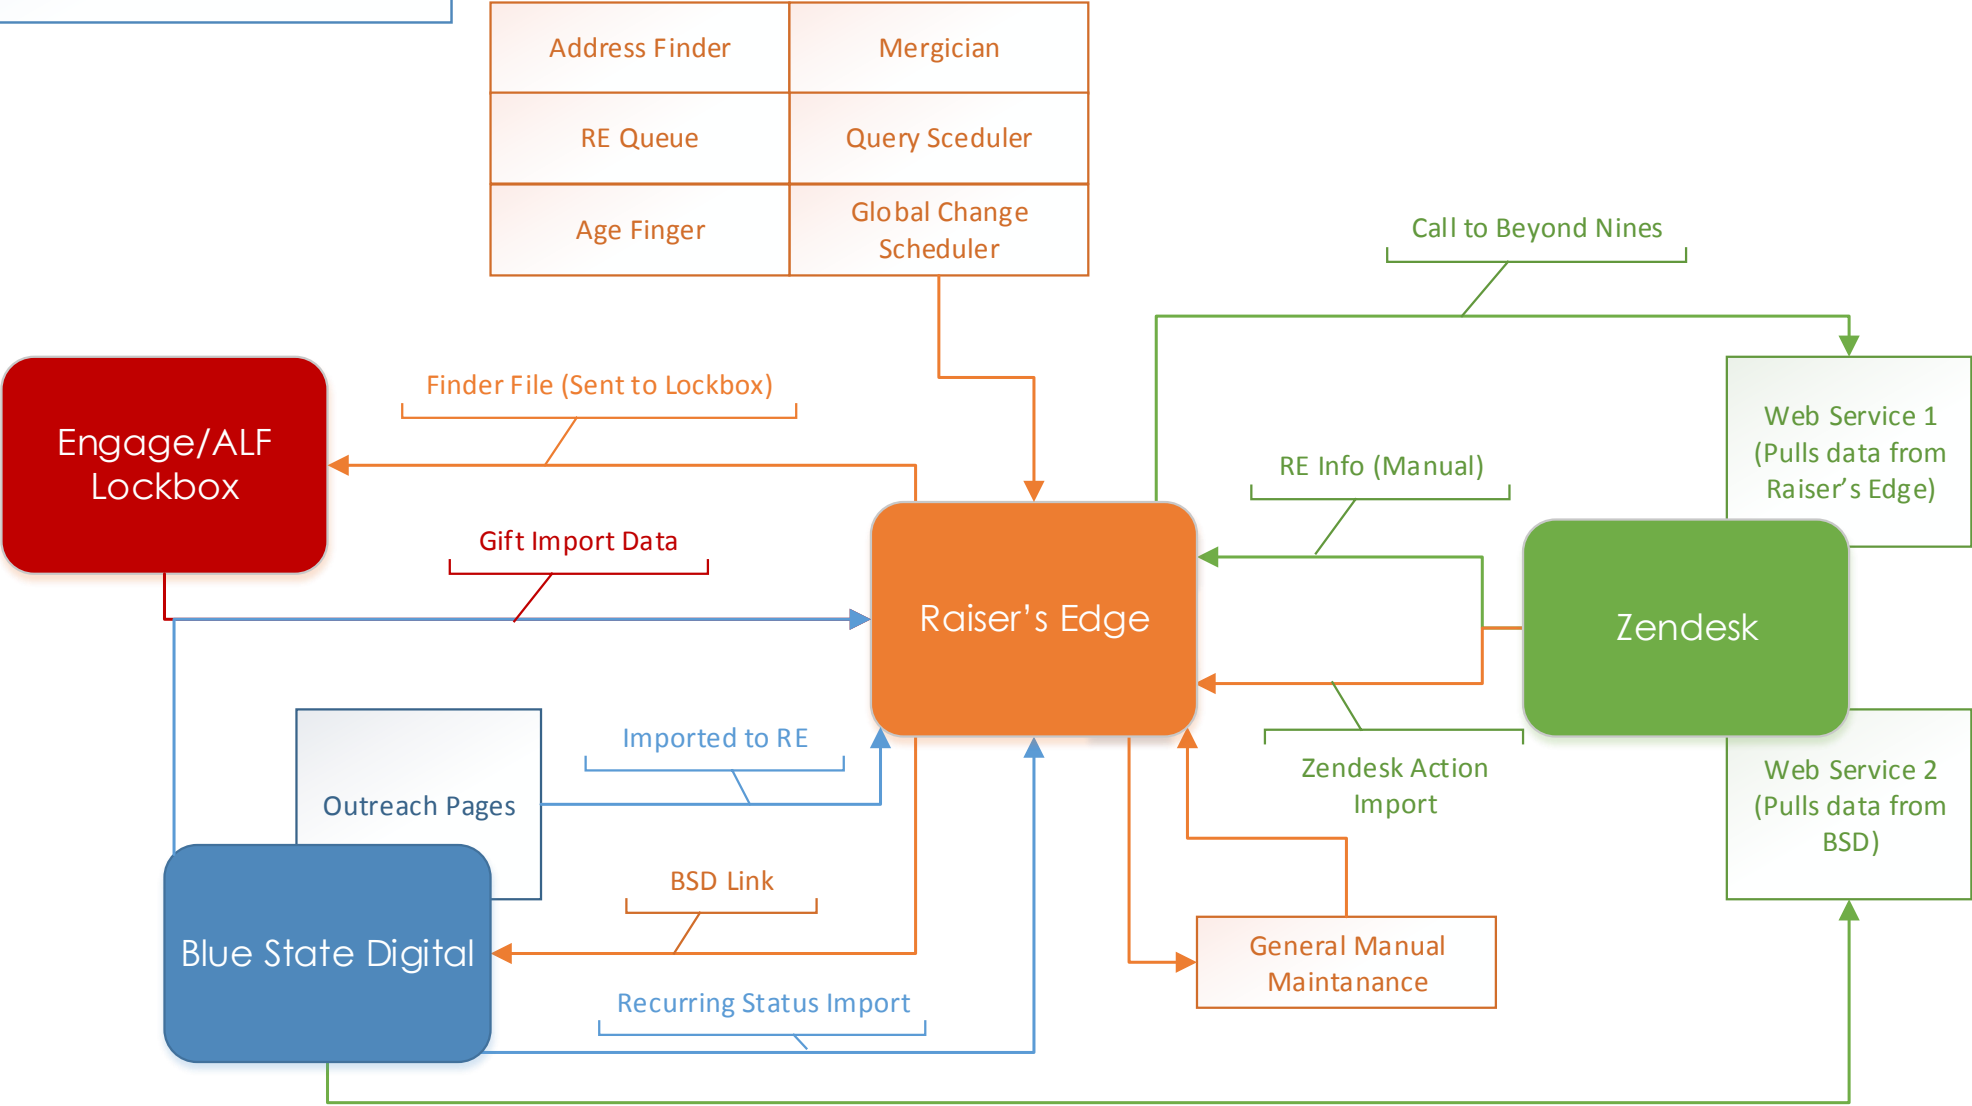 Address Finder
Mergician
RE Queue
Query Sceduler
Age Finger
Global Change
Scheduler
Call to Beyond Nines
Finder File (Sent to Lockbox)
Engage/ALF
Lockbox
Web Service 1
(Pulls data from
Raiser’s Edge)
RE Info (Manual)
Gift Import Data
Raiser’s Edge
Zendesk
Imported to RE
Outreach Pages
Zendesk Action
Import
Web Service 2
(Pulls data from
BSD)
BSD Link
Blue State Digital
General Manual
Maintanance
Recurring Status Import